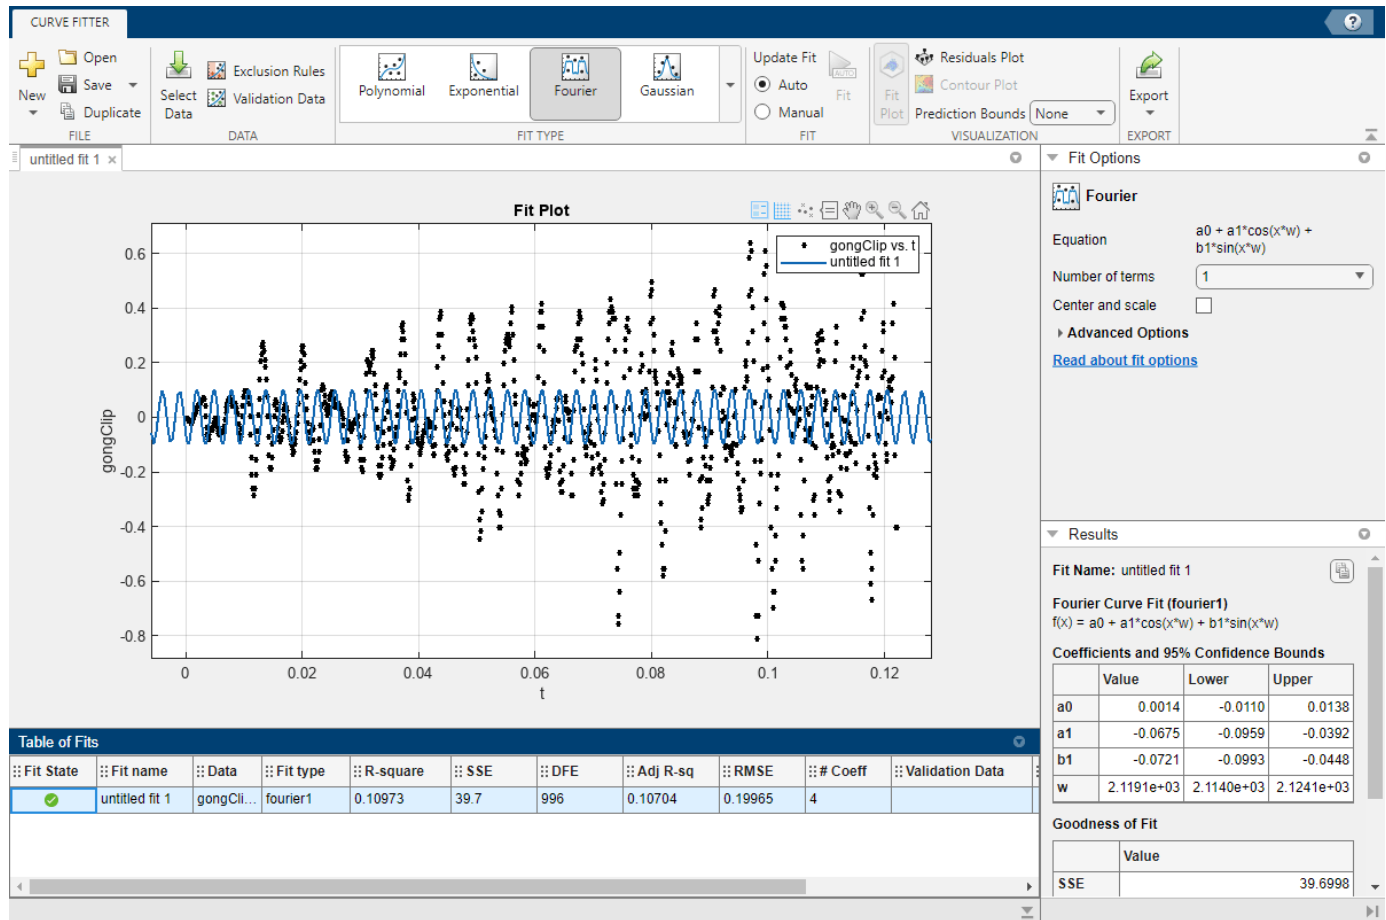 CURVE FITTER
?
New
Open
Save
Duplicate
FILE
Select
Data
Exclusion Rules
Validation Data
DATA
Polynomial
Exponential
Fourier
Gaussian
FIT TYPE
Update Fit
Auto
Manual
AUTO
Fit
FIT
Fit
Plot
Residuals Plot
Contour Plot
Prediction Bounds None
VISUALIZATION
Export
EXPORT
untitled fit 1 ×
Fit Plot
gongClip vs. t
untitled fit 1
0.6
0.4
0.2
0
-0.2
-0.4
-0.6
-0.8
gongClip
0 0.02 0.04 0.06 0.08 0.1 0.12
t
Table of Fits
Fit State Fit name Data Fit type R-square SSE DFE Adj R-sq RMSE # Coeff Validation Data
untitled fit 1 gongCli... fourier1 0.10973 39.7 996 0.10704 0.19965 4
Fit Options
Fourier
Equation
a0 + a1*cos(x*w) +
b1*sin(x*w)
Number of terms 1
Center and scale
Advanced Options
Read about fit options
Results
Fit Name: untitled fit 1
Fourier Curve Fit (fourier1)
f(x) = a0 + a1*cos(x*w) + b1*sin(x*w)
Coefficients and 95% Confidence Bounds
Value Lower Upper
a0 0.0014 -0.0110 0.0138
a1 -0.0675 -0.0959 -0.0392
b1 -0.0721 -0.0993 -0.0448
w 2.1191e+03 2.1140e+03 2.1241e+03
Goodness of Fit
Value
SSE 39.6998